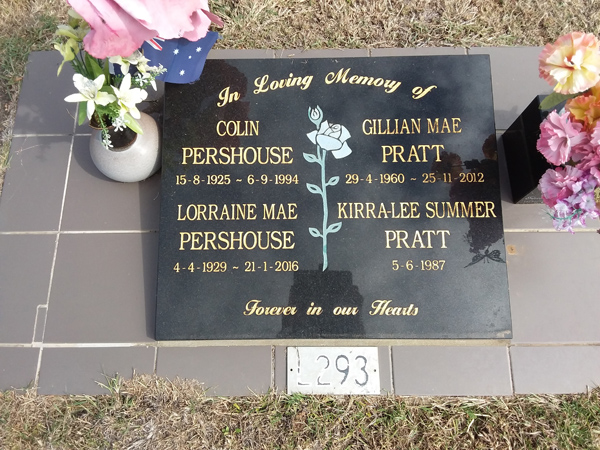 In Loving Memory of
COLIN
PERSHOUSE
15-8-1925 ~ 6-9-1994
GILLIAN MAE
PRATT
29-4-1960 ~ 25-11-2012
LORRAINE MAE
PERSHOUSE
4-4-1929 ~ 21-1-2016
KIRRA-LEE SUMMER
PRATT
5-6-1987
Forever in our Hearts
L293